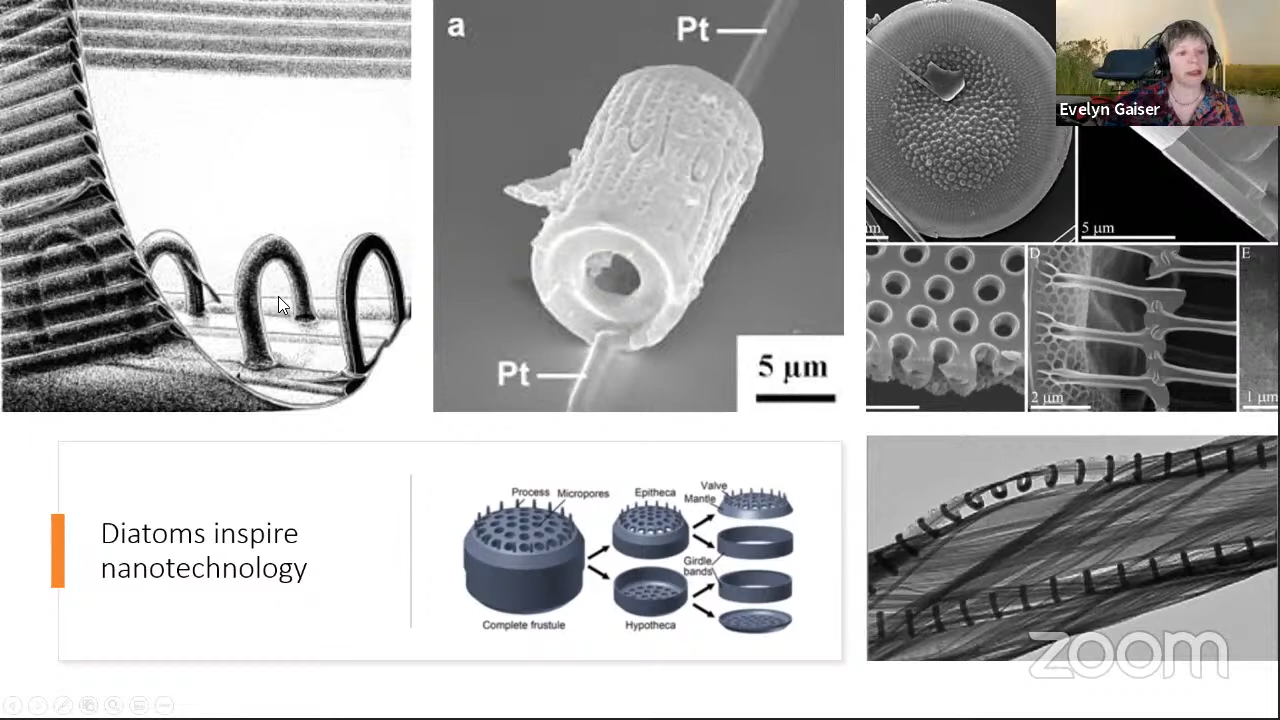 a
Pt
Pt
5 µm
Evelyn Gaiser
5 µm
D
E
2 µm
1 µm
Diatoms inspire
nanotechnology
Process
Micropores
Complete frustule
Epitheca
Hypotheca
Valve
Mantle
Girdle
bands
zoom